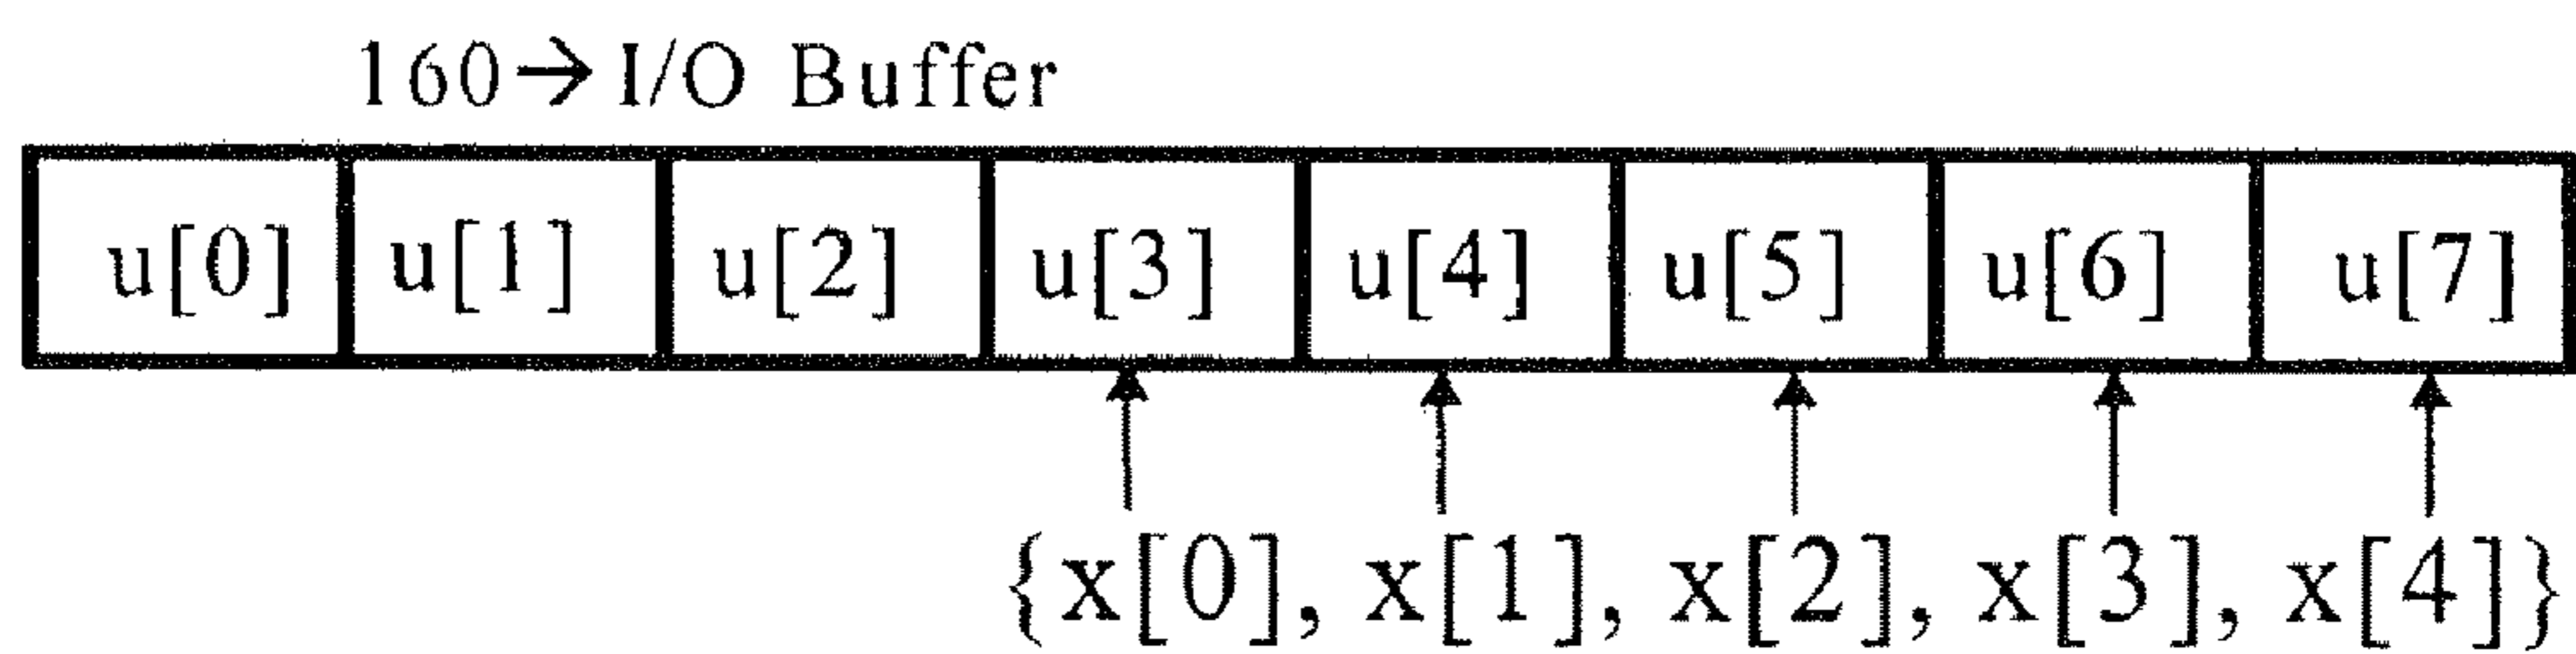 160→I/O Buffer
u[0] u[1] u[2] u[3] u[4] u[5] u[6] u[7]
{x[0], x[1], x[2], x[3], x[4]}